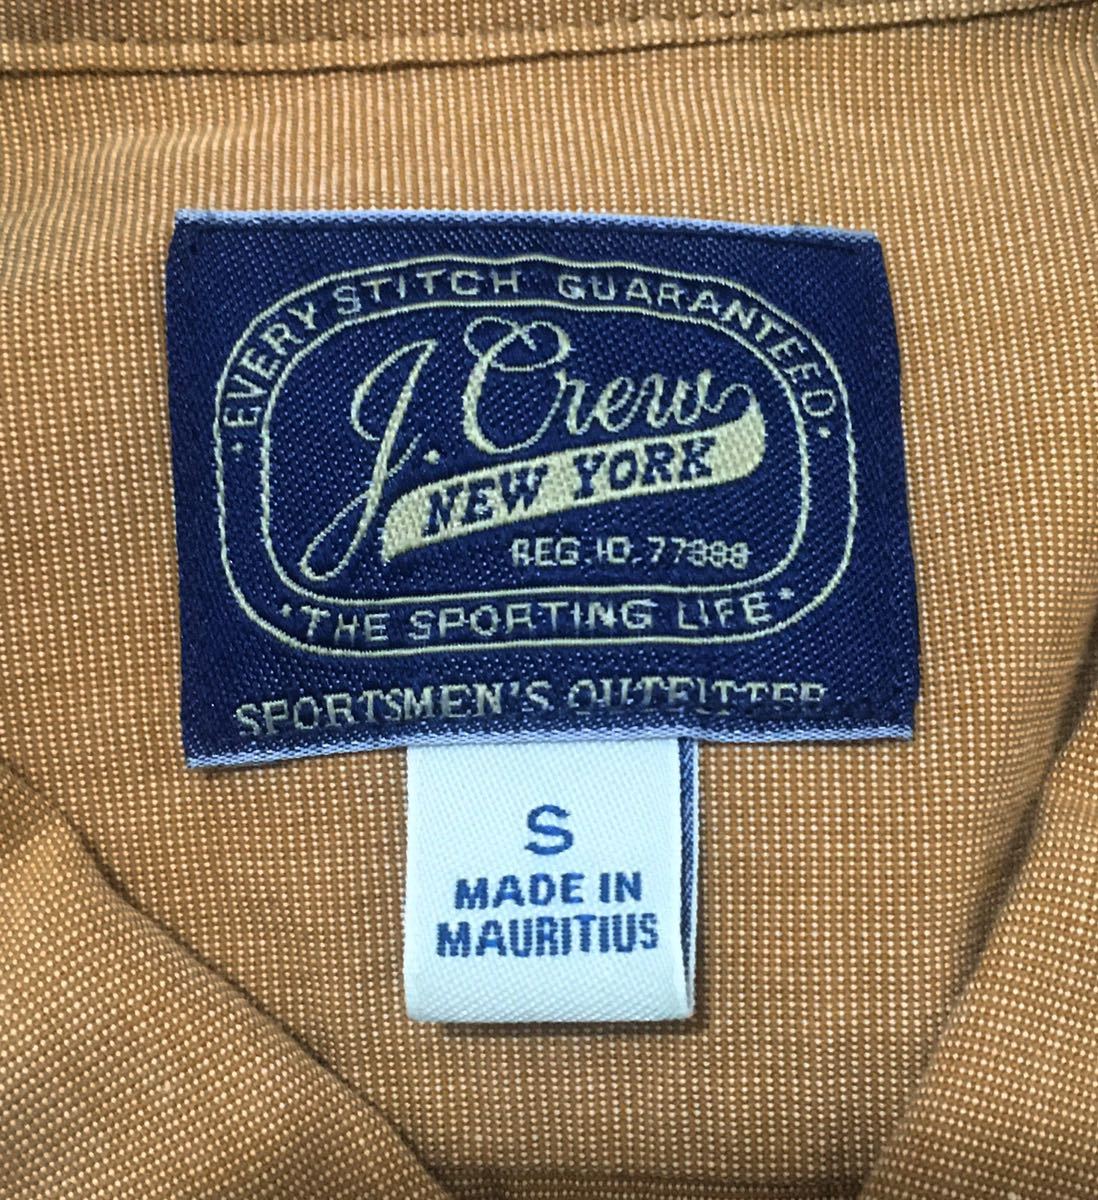 ·EVERY STITCH GUARANTEED·
J. Crew
NEW YORK
REG. ID. 77388
·THE SPORTING LIFE·
SPORTSMEN'S OUTFITTER
S
MADE IN
MAURITIUS